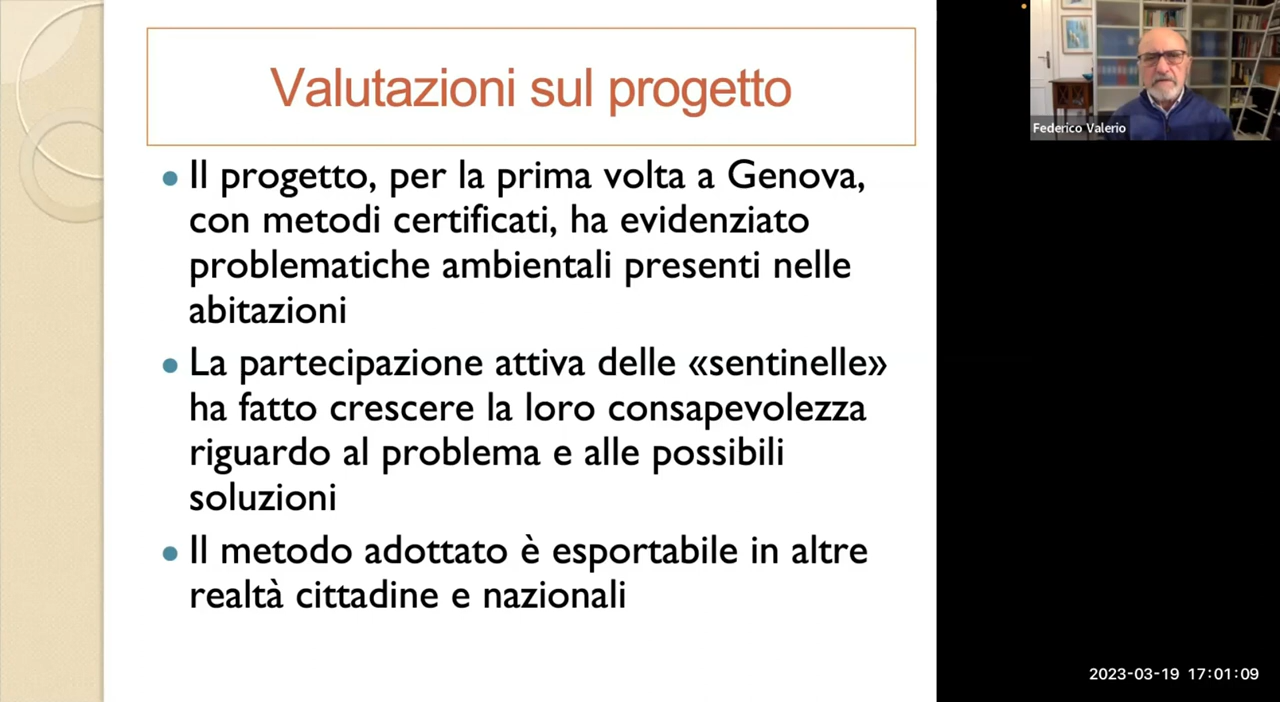 Valutazioni sul progetto
Il progetto, per la prima volta a Genova,
con metodi certificati, ha evidenziato
problematiche ambientali presenti nelle
abitazioni
La partecipazione attiva delle «sentinelle»
ha fatto crescere la loro consapevolezza
riguardo al problema e alle possibili
soluzioni
Il metodo adottato è esportabile in altre
realtà cittadine e nazionali
Federico Valerio
2023-03-19 17:01:09